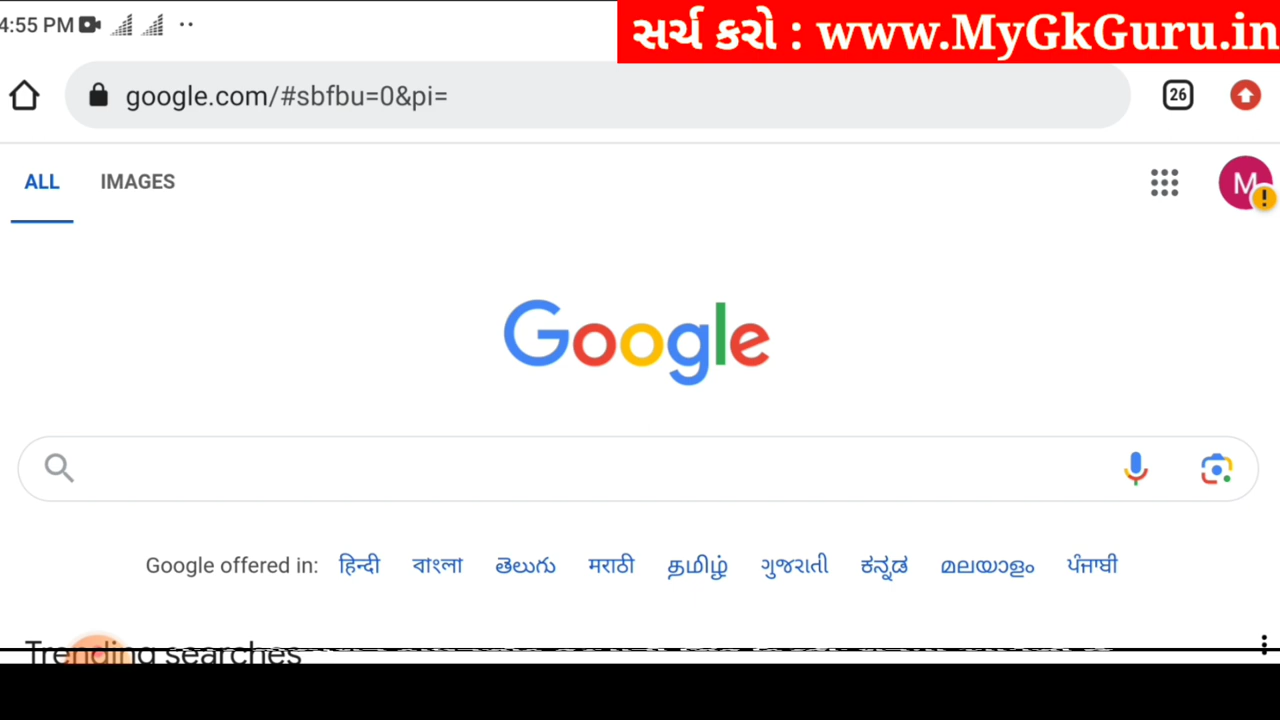 4:55 PM
સર્ચ કરો : www.MyGkGuru.in
google.com/#sbfbu=0&pi=
26
ALL IMAGES
M
!
Google
Google offered in: हिन्दी বাংলা తెలుగు मराठी தமிழ் ગુજરાતી ಕನ್ನಡ മലയാളം ਪੰਜਾਬੀ
Trending searches